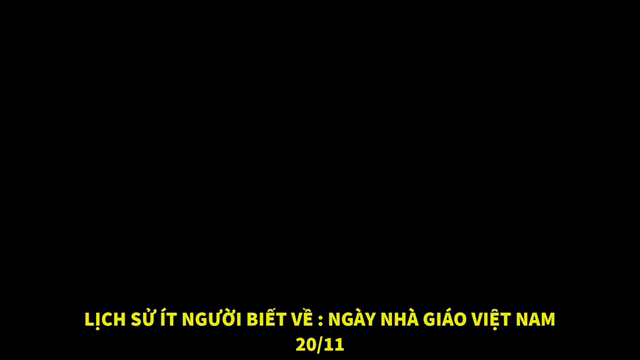 LỊCH SỬ ÍT NGƯỜI BIẾT VỀ : NGÀY NHÀ GIÁO VIỆT NAM
20/11